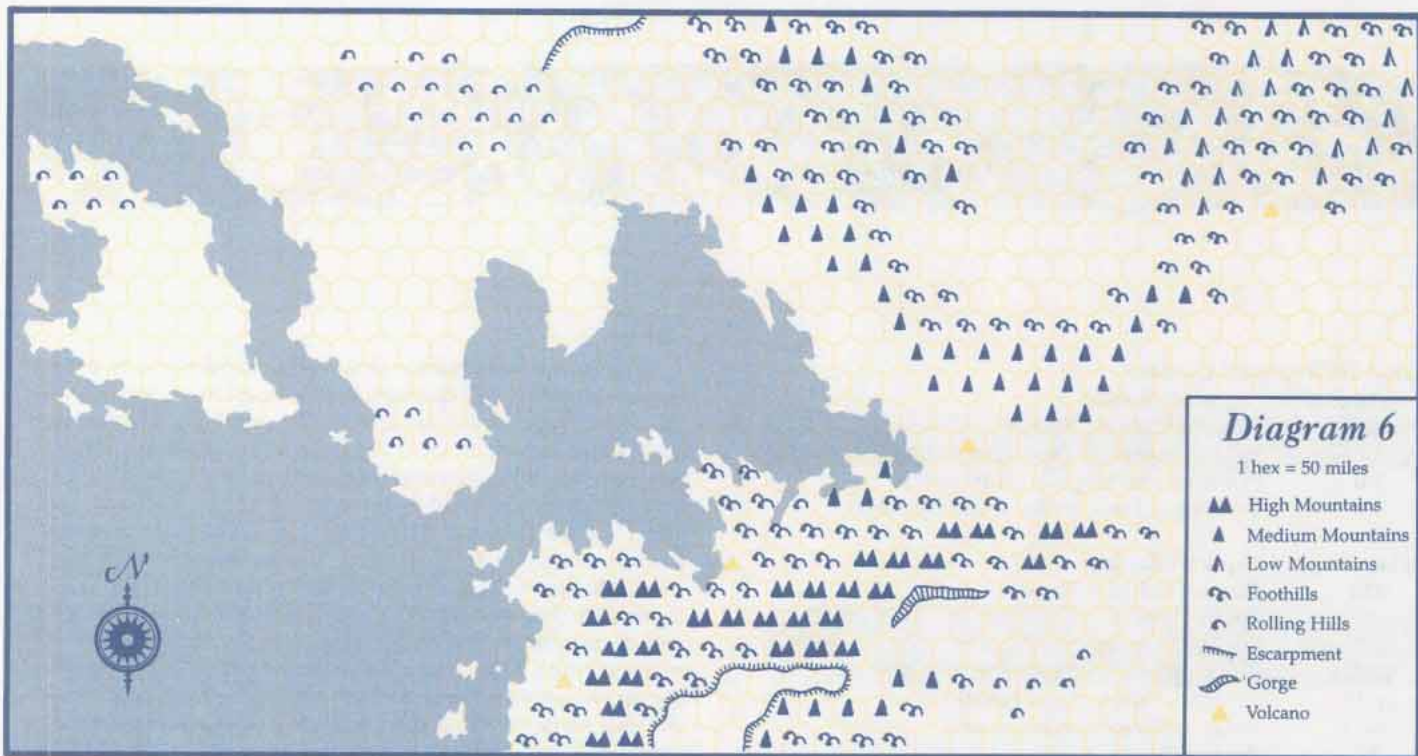 N
Diagram 6
1 hex = 50 miles
High Mountains
Medium Mountains
Low Mountains
Foothills
Rolling Hills
Escarpment
Gorge
Volcano